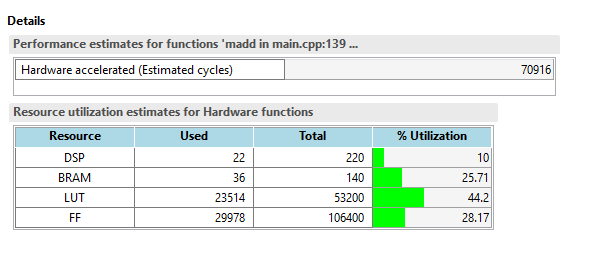 Details
Performance estimates for functions 'madd in main.cpp:139 ...
Hardware accelerated (Estimated cycles) 70916
Resource utilization estimates for Hardware functions
Resource Used Total % Utilization
DSP 22 220 10
BRAM 36 140 25.71
LUT 23514 53200 44.2
FF 29978 106400 28.17